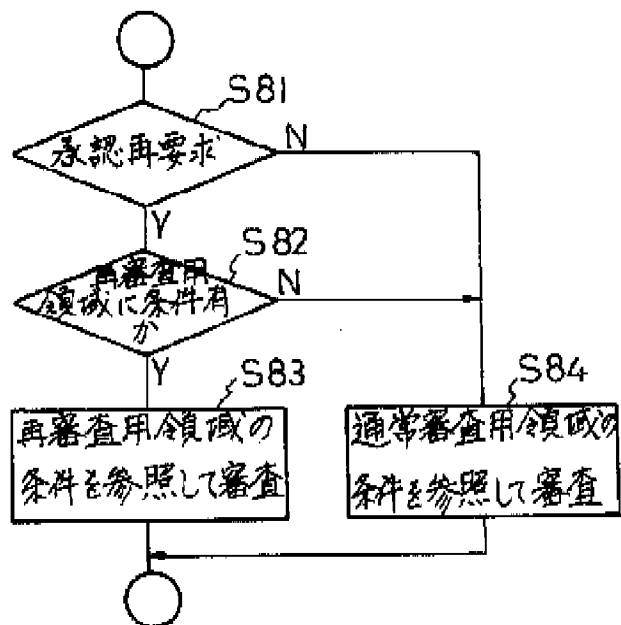 S81
承認再要求
N
Y
S82
再審査用
領域に条件有
か
N
Y
S83
再審査用領域の
条件を参照して審査
S84
通常審査用領域の
条件を参照して審査